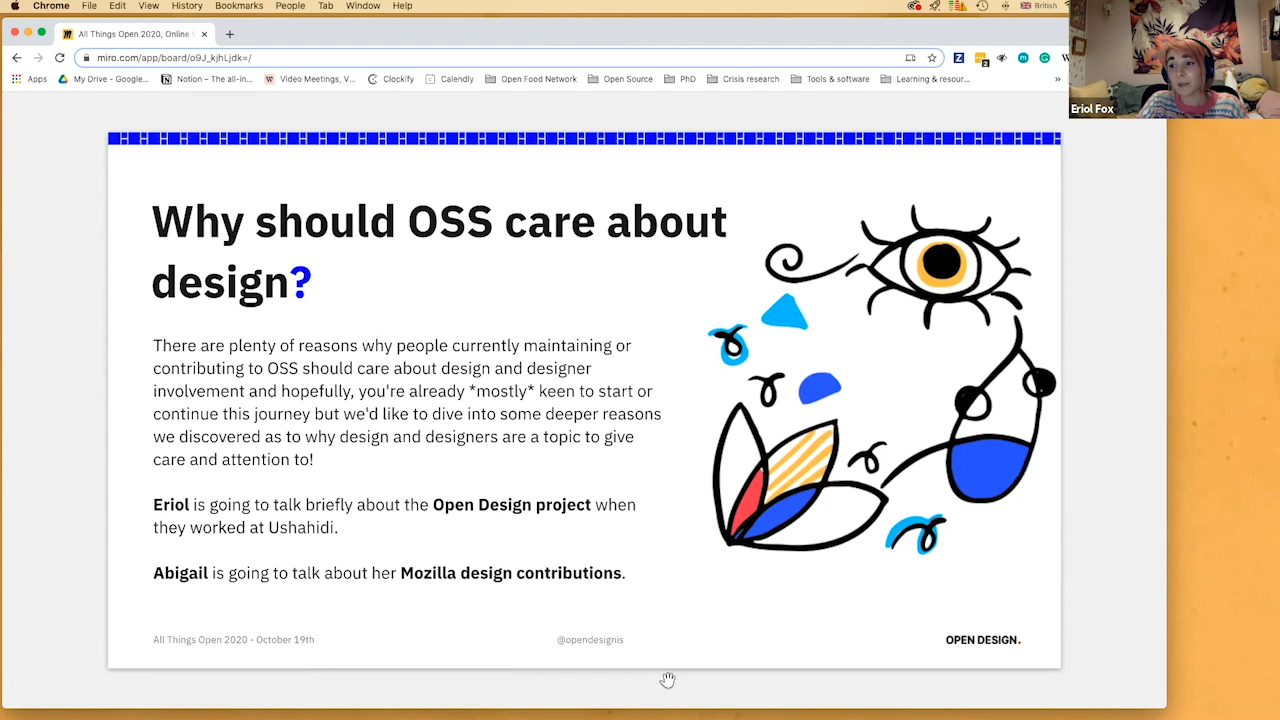 Chrome File Edit View History Bookmarks People Tab Window Help British
All Things Open 2020, Online
miro.com/app/board/o9J_kjhLjdk=/
Apps My Drive - Google... Notion – The all-in... Video Meetings, V... Clockify Calendly Open Food Network Open Source PhD Crisis research Tools & software Learning & resour... »
Eriol Fox
Why should OSS care about
design?
There are plenty of reasons why people currently maintaining or
contributing to OSS should care about design and designer
involvement and hopefully, you're already *mostly* keen to start or
continue this journey but we'd like to dive into some deeper reasons
we discovered as to why design and designers are a topic to give
care and attention to!
Eriol is going to talk briefly about the Open Design project when
they worked at Ushahidi.
Abigail is going to talk about her Mozilla design contributions.
All Things Open 2020 - October 19th
@opendesignis
OPEN DESIGN.